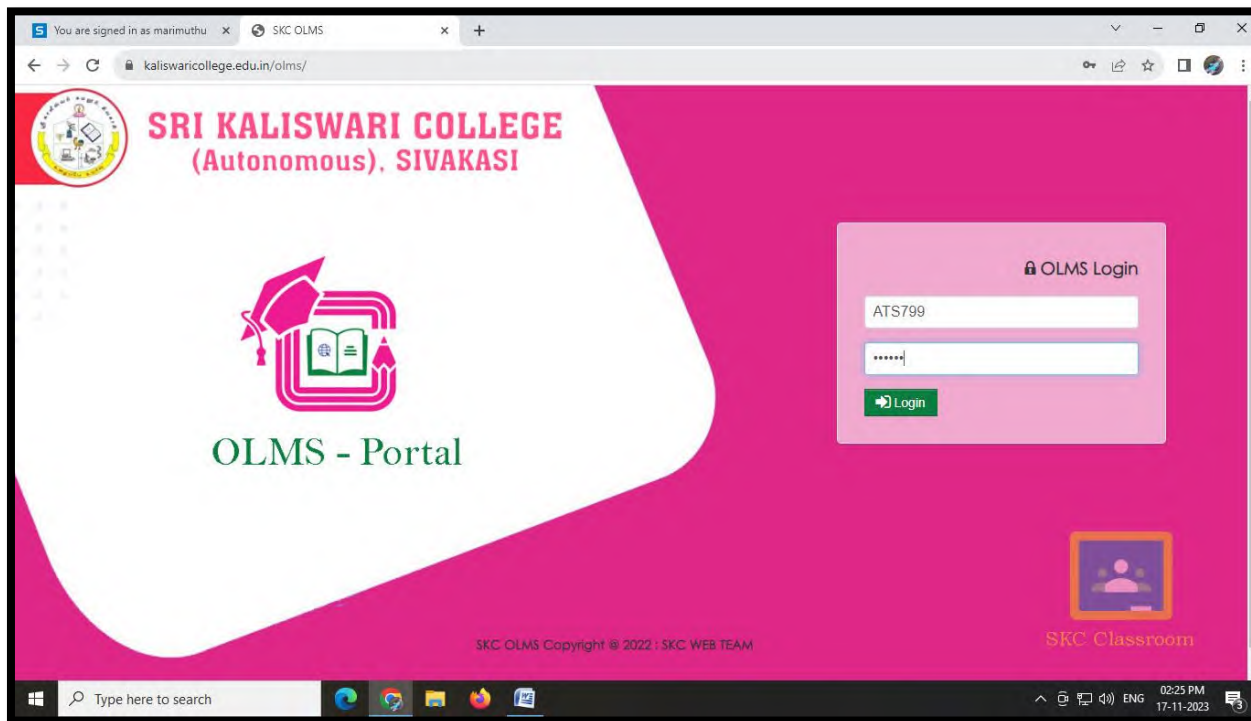 You are signed in as marimuthu
SKC OLMS
kaliswaricollege.edu.in/olms/
SRI KALISWARI COLLEGE
(Autonomous), SIVAKASI
OLMS Login
ATS799
••••••
Login
OLMS - Portal
SKC Classroom
SKC OLMS Copyright @ 2022 : SKC WEB TEAM
Type here to search
ENG
02:25 PM
17-11-2023
3